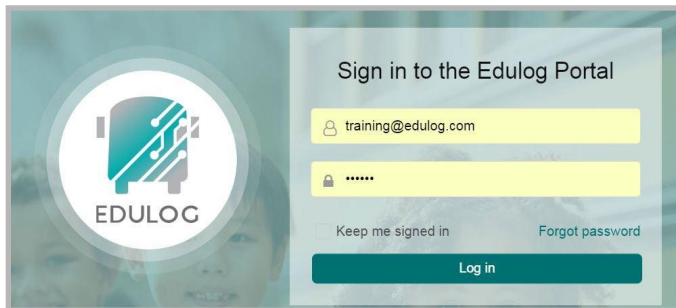 Sign in to the Edulog Portal
training@edulog.com
••••••
EDULOG
Keep me signed in
Forgot password
Log in